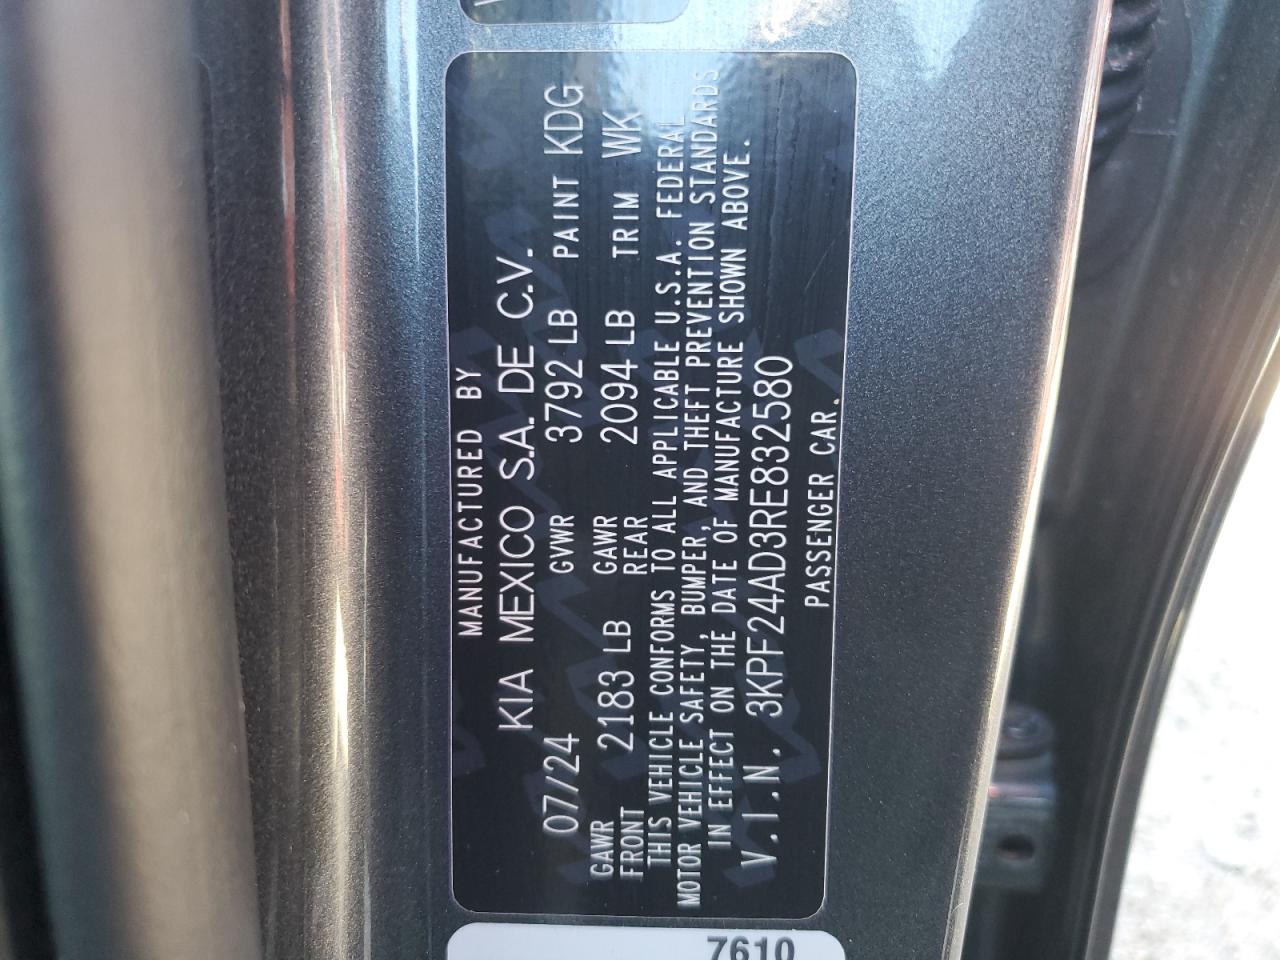 MANUFACTURED BY
KIA MEXICO S.A. DE C.V.
07/24 GVWR 3792 LB PAINT KDG
GAWR FRONT 2183 LB GAWR REAR 2094 LB TRIM WK
THIS VEHICLE CONFORMS TO ALL APPLICABLE U.S.A. FEDERAL
MOTOR VEHICLE SAFETY, BUMPER, AND THEFT PREVENTION STANDARDS
IN EFFECT ON THE DATE OF MANUFACTURE SHOWN ABOVE.
V.I.N. 3KPF24AD3RE832580
PASSENGER CAR.
7610